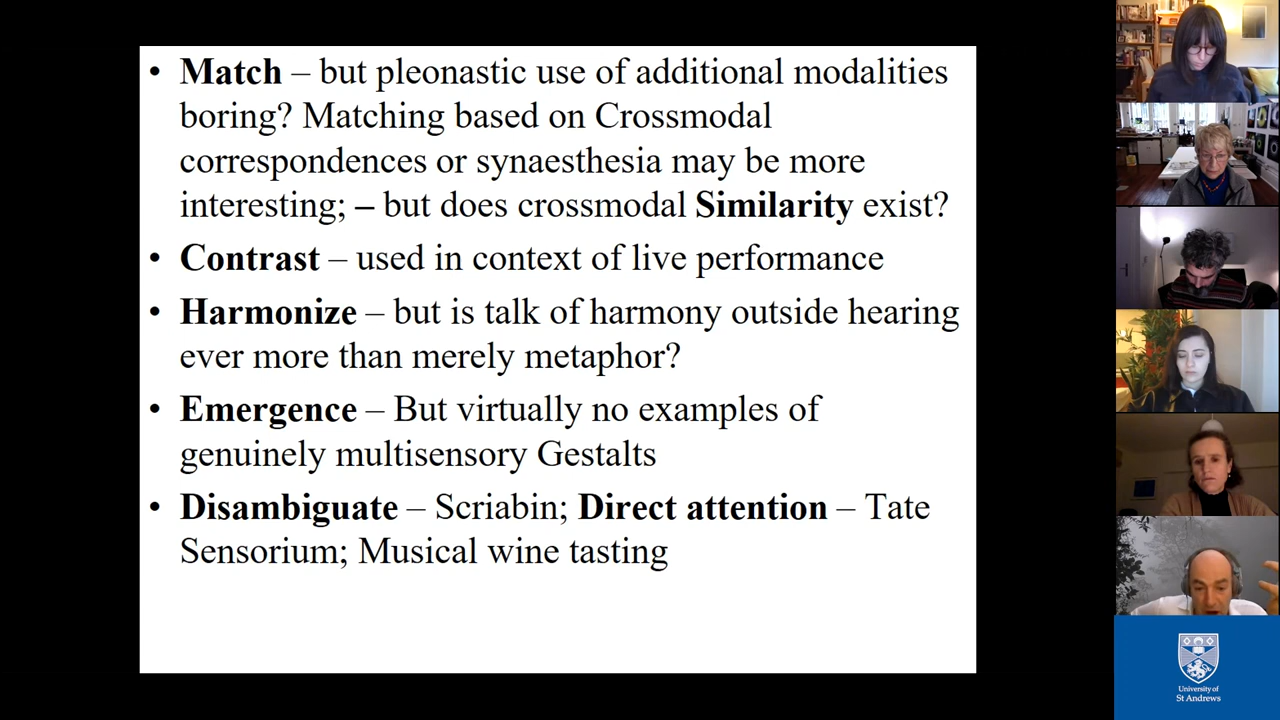 • Match – but pleonastic use of additional modalities
boring? Matching based on Crossmodal
correspondences or synaesthesia may be more
interesting; – but does crossmodal Similarity exist?
• Contrast – used in context of live performance
• Harmonize – but is talk of harmony outside hearing
ever more than merely metaphor?
• Emergence – But virtually no examples of
genuinely multisensory Gestalts
• Disambiguate – Scriabin; Direct attention – Tate
Sensorium; Musical wine tasting
University of
St Andrews